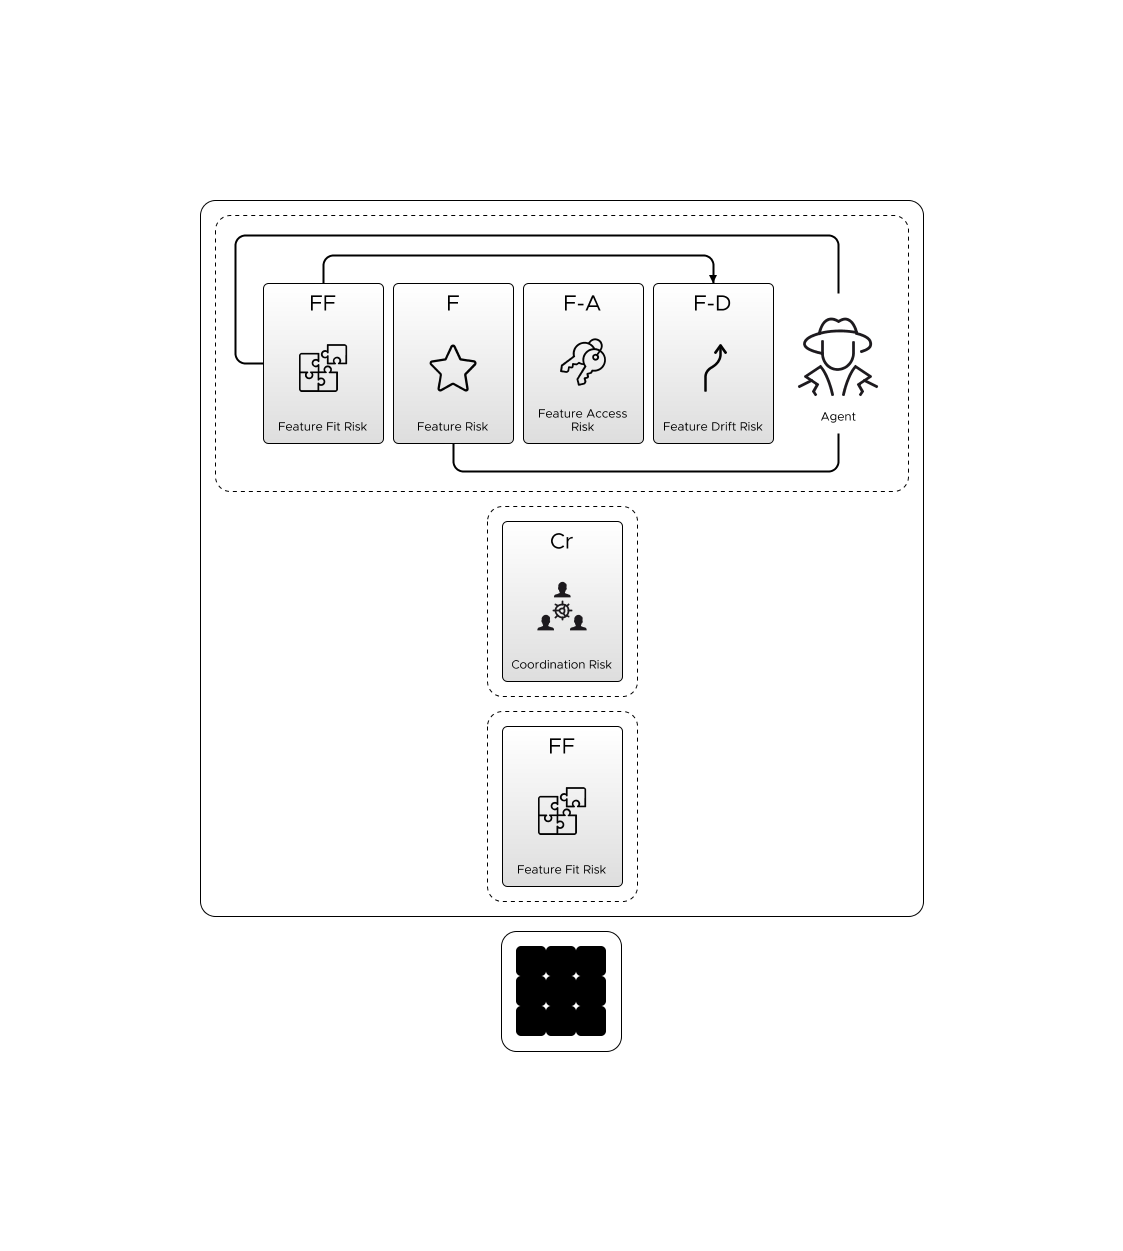 FF
F
F-A
F-D
Feature Fit Risk
Feature Risk
Feature Access
Risk
Feature Drift Risk
Agent
Cr
Coordination Risk
FF
Feature Fit Risk